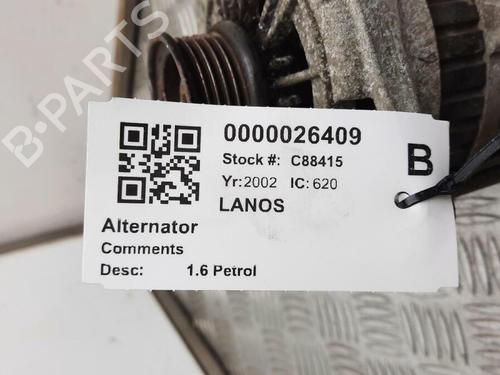 B-PARTS
0000026409
Stock #: C88415
B
Yr:2002 IC:620
LANOS
Alternator
Comments
Desc: 1.6 Petrol